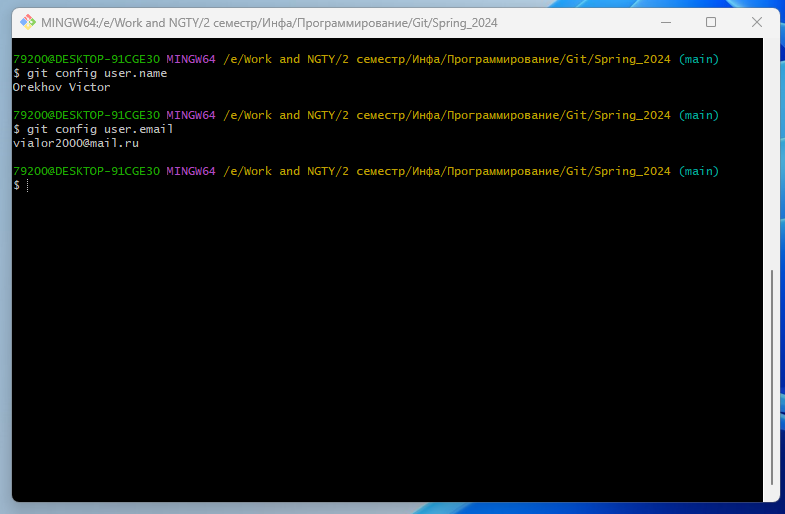 MINGW64:/e/Work and NGTY/2 семестр/Инфа/Программирование/Git/Spring_2024
79200@DESKTOP-91CGE3O MINGW64 /e/Work and NGTY/2 семестр/Инфа/Программирование/Git/Spring_2024 (main)
$ git config user.name
Orekhov Victor
79200@DESKTOP-91CGE3O MINGW64 /e/Work and NGTY/2 семестр/Инфа/Программирование/Git/Spring_2024 (main)
$ git config user.email
vialor2000@mail.ru
79200@DESKTOP-91CGE3O MINGW64 /e/Work and NGTY/2 семестр/Инфа/Программирование/Git/Spring_2024 (main)
$